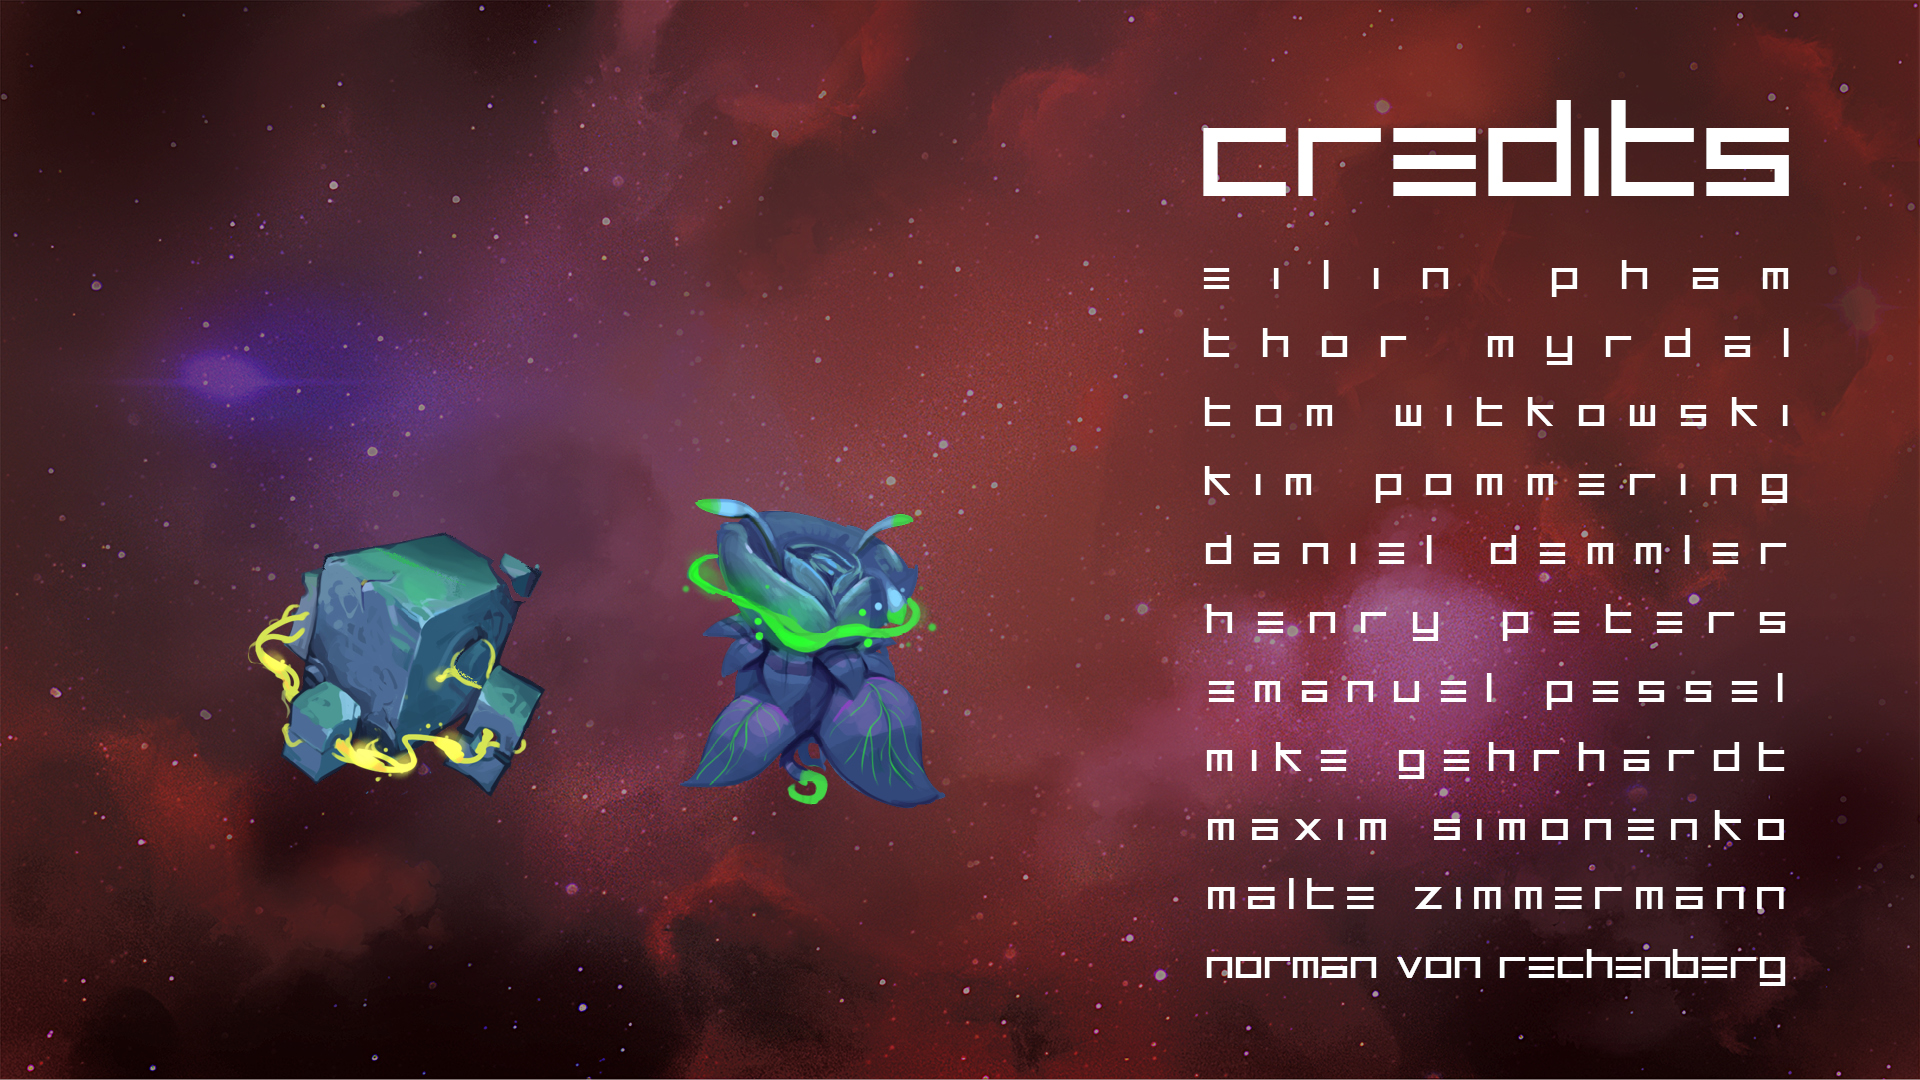 credits
eilin pham
thor myrdal
tom witkowski
kim pommering
daniel demmler
henry peters
emanuel pessel
mike gehrhardt
maxim simonenko
malte zimmermann
norman von rechenberg